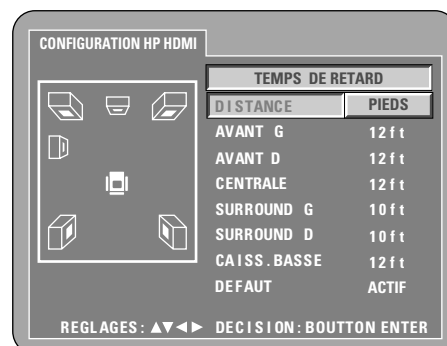 CONFIGURATION HP HDMI
TEMPS DE RETARD
DISTANCE PIEDS
AVANT G 12ft
AVANT D 12ft
CENTRALE 12ft
SURROUND G 10ft
SURROUND D 10ft
CAISS.BASSE 12ft
DEFAUT ACTIF
REGLAGES: ▲▼◄► DECISION: BOUTTON ENTER